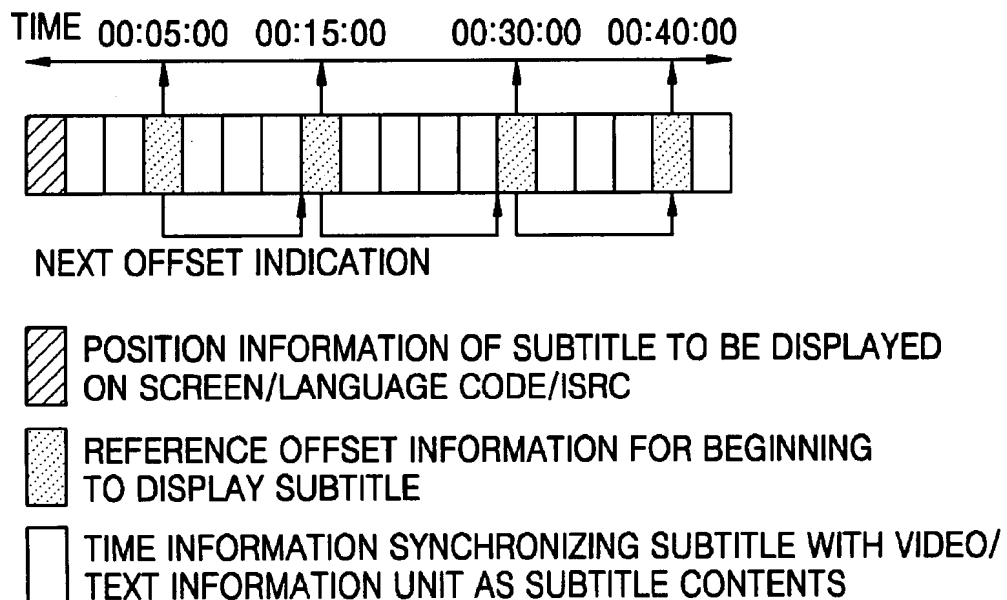 TIME 00:05:00 00:15:00 00:30:00 00:40:00
NEXT OFFSET INDICATION
POSITION INFORMATION OF SUBTITLE TO BE DISPLAYED
ON SCREEN/LANGUAGE CODE/ISRC
REFERENCE OFFSET INFORMATION FOR BEGINNING
TO DISPLAY SUBTITLE
TIME INFORMATION SYNCHRONIZING SUBTITLE WITH VIDEO/
TEXT INFORMATION UNIT AS SUBTITLE CONTENTS